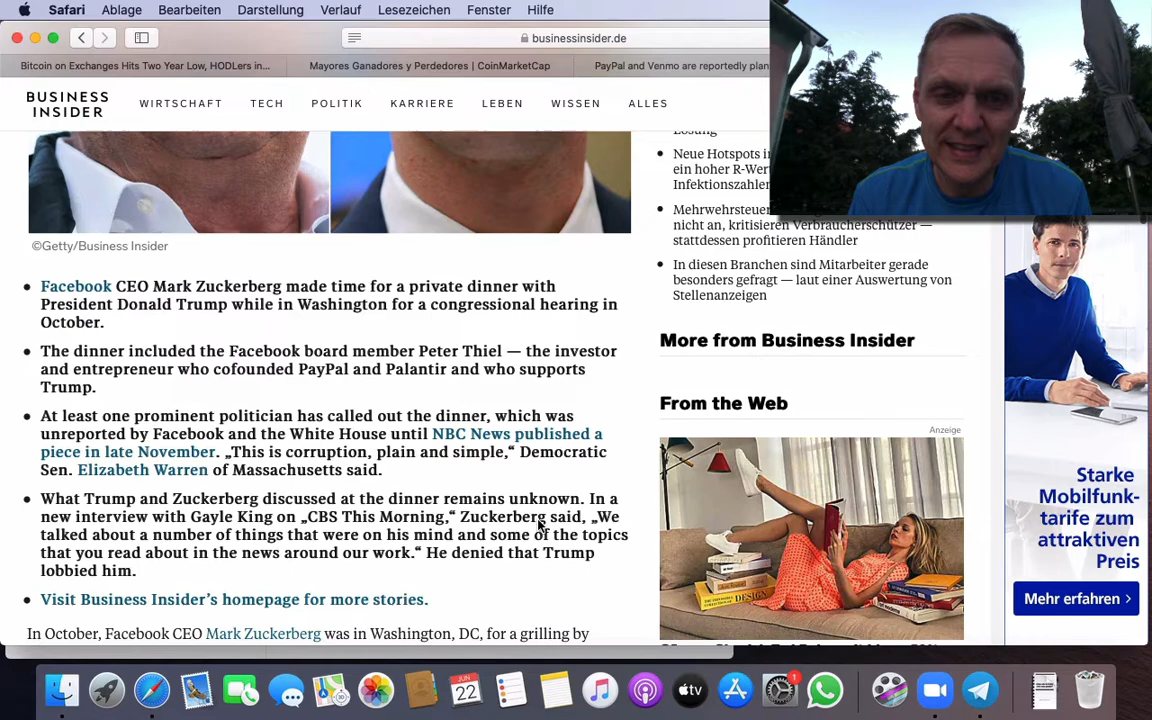 Safari Ablage Bearbeiten Darstellung Verlauf Lesezeichen Fenster Hilfe
businessinsider.de
Bitcoin on Exchanges Hits Two Year Low, HODLers in... Mayores Ganadores y Perdedores | CoinMarketCap PayPal and Venmo are reportedly plan
BUSINESS
INSIDER
WIRTSCHAFT TECH POLITIK KARRIERE LEBEN WISSEN ALLES
©Getty/Business Insider
Facebook CEO Mark Zuckerberg made time for a private dinner with
President Donald Trump while in Washington for a congressional hearing in
October.
The dinner included the Facebook board member Peter Thiel — the investor
and entrepreneur who cofounded PayPal and Palantir and who supports
Trump.
At least one prominent politician has called out the dinner, which was
unreported by Facebook and the White House until NBC News published a
piece in late November. „This is corruption, plain and simple,“ Democratic
Sen. Elizabeth Warren of Massachusetts said.
What Trump and Zuckerberg discussed at the dinner remains unknown. In a
new interview with Gayle King on „CBS This Morning,“ Zuckerberg said, „We
talked about a number of things that were on his mind and some of the topics
that you read about in the news around our work.“ He denied that Trump
lobbied him.
Visit Business Insider’s homepage for more stories.
In October, Facebook CEO Mark Zuckerberg was in Washington, DC, for a grilling by
Lösung
Neue Hotspots i
ein hoher R-Wer
Infektionszahlen
Mehrwehrsteuer
nicht an, kritisieren Verbraucherschützer —
stattdessen profitieren Händler
In diesen Branchen sind Mitarbeiter gerade
besonders gefragt — laut einer Auswertung von
Stellenanzeigen
More from Business Insider
From the Web
Anzeige
DESIGN
Starke
Mobilfunk-
tarife zum
attraktiven
Preis
Mehr erfahren
JUN
22
tv
1